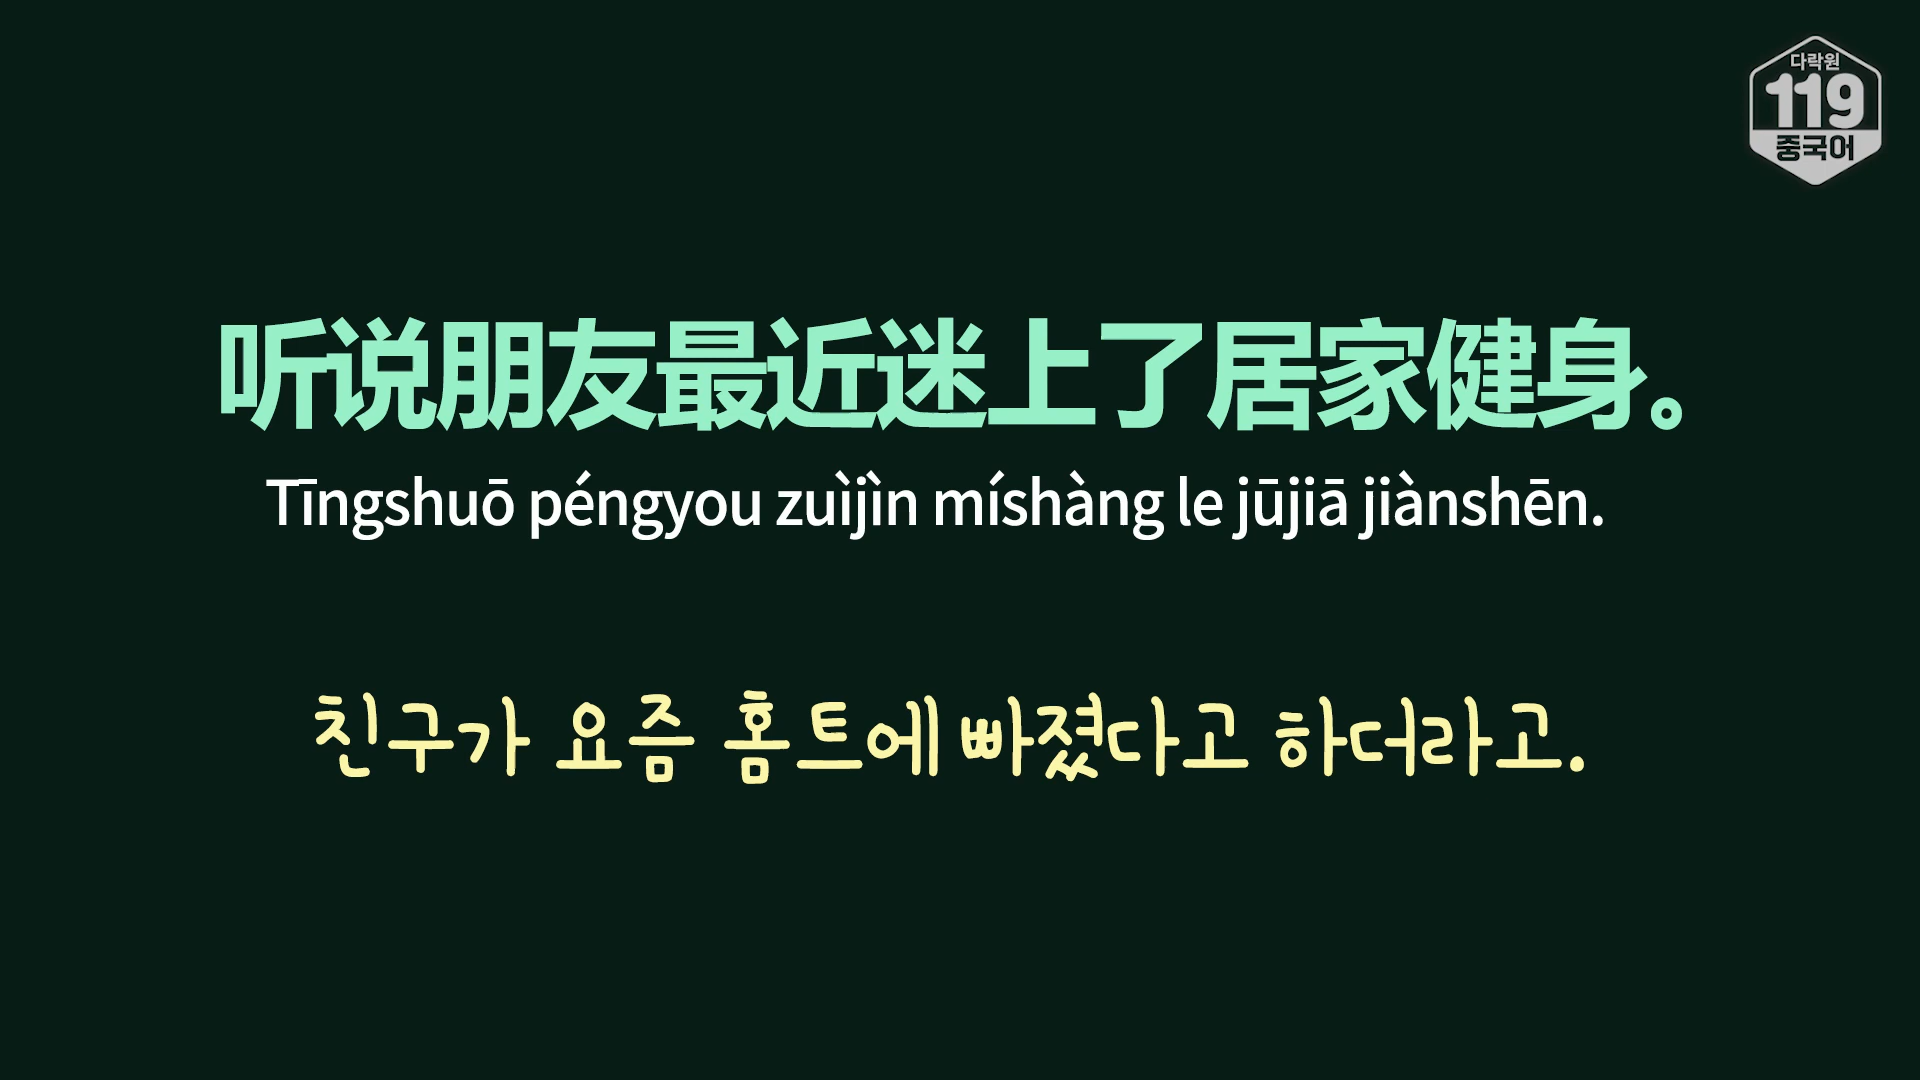 다락원
119
중국어
听说朋友最近迷上了居家健身。
Tīngshuō péngyou zuìjìn míshàng le jūjiā jiànshēn.
친구가 요즘 홈트에 빠졌다고 하더라고.